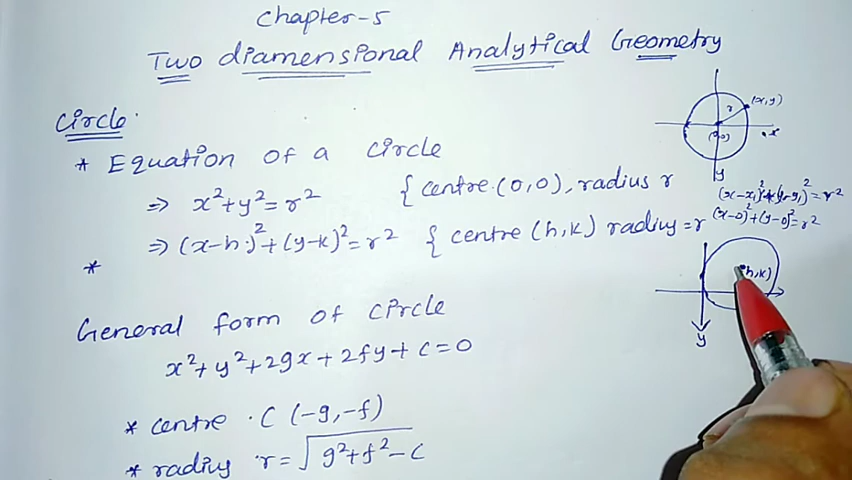 Chapter-5
Two diamensional Analytical Geometry
Circle.
* Equation of a circle
⇒ x²+y²=r² { centre.(0,0), radius r
⇒ (x-h.)²+(y-k)²=r² { centre (h,k) radius=r
*
General form of circle
x²+y²+2gx+2fy+c=0
* centre .C (-g,-f)
* radius r=√g²+f²-c
(x,y)
r
(0,0)
x
y
(x-x₁)²+(y-y₁)²=r²
(x-0)²+(y-0)²=r²
h,k)
y